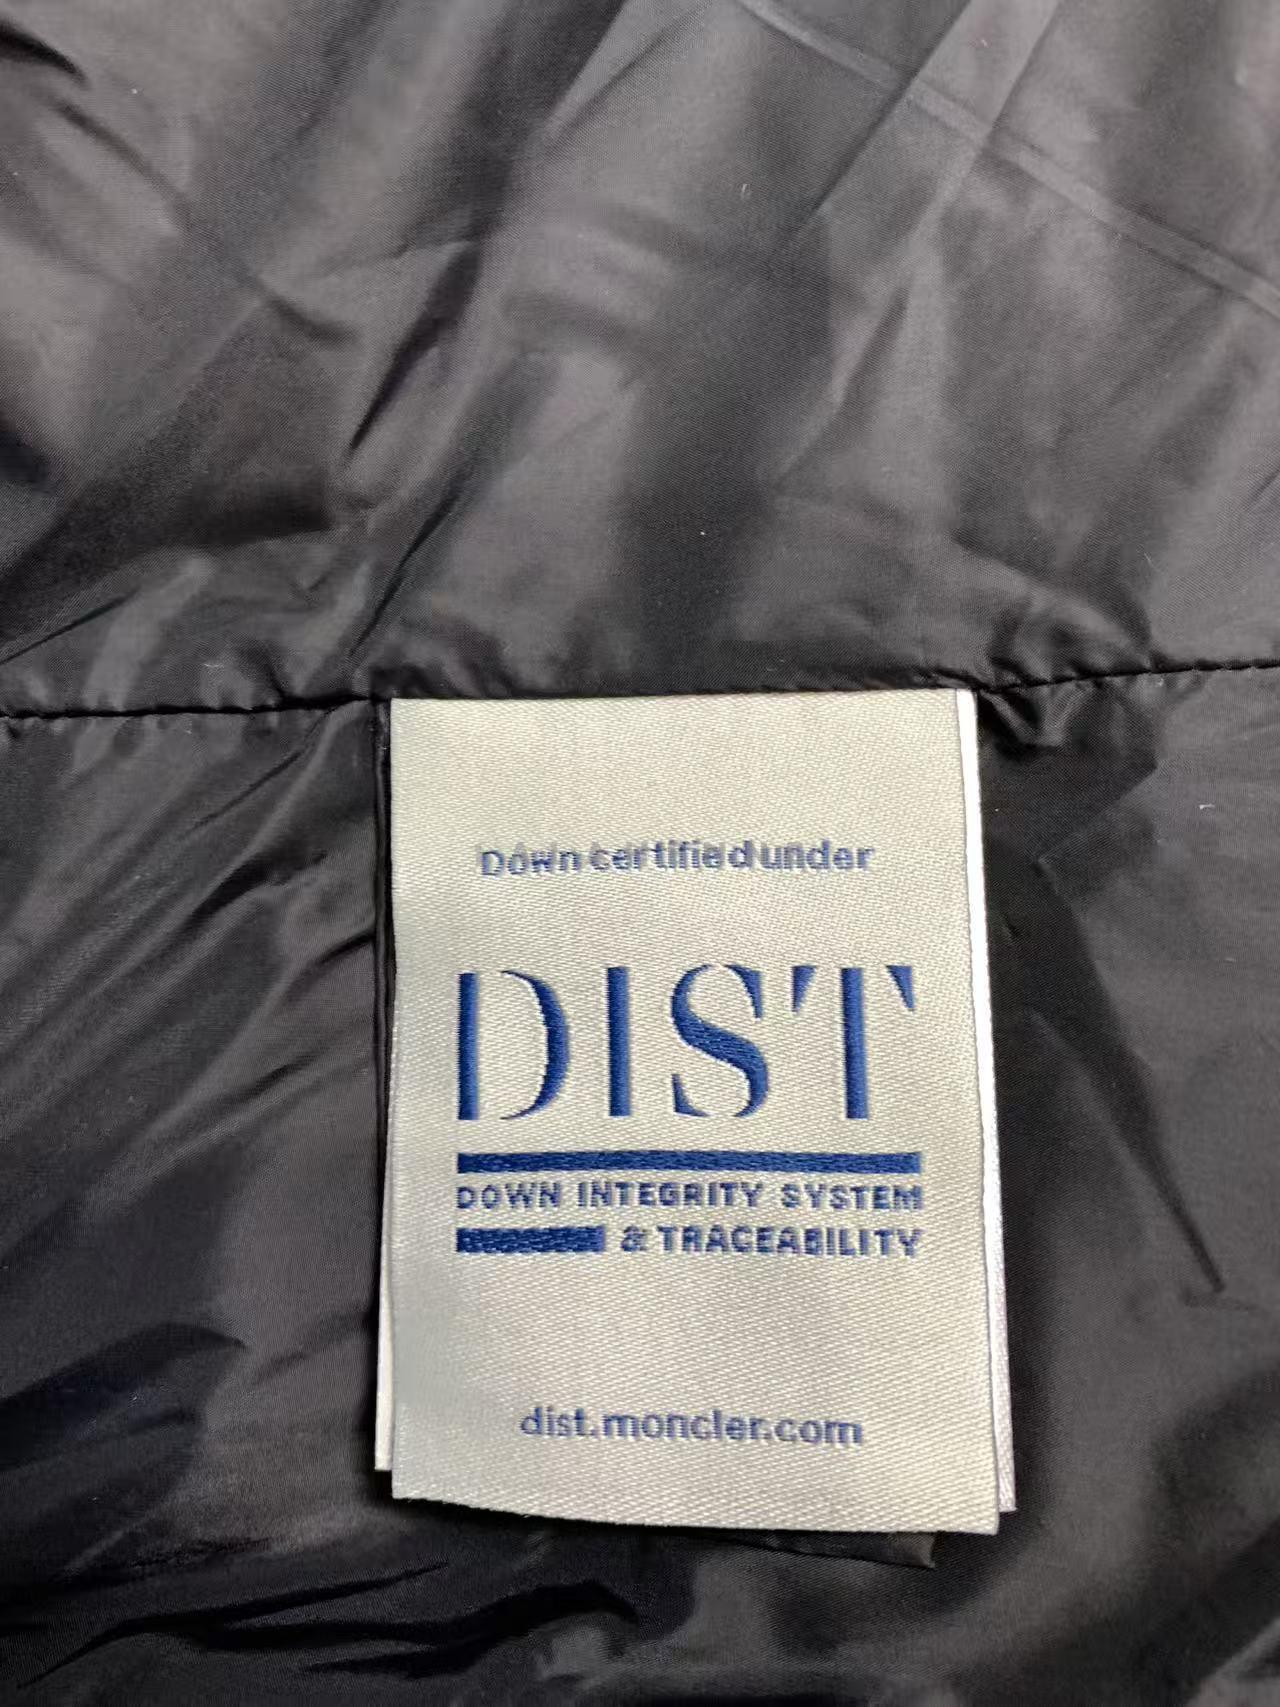 Down certified under
DIST
DOWN INTEGRITY SYSTEM
& TRACEABILITY
dist.moncler.com